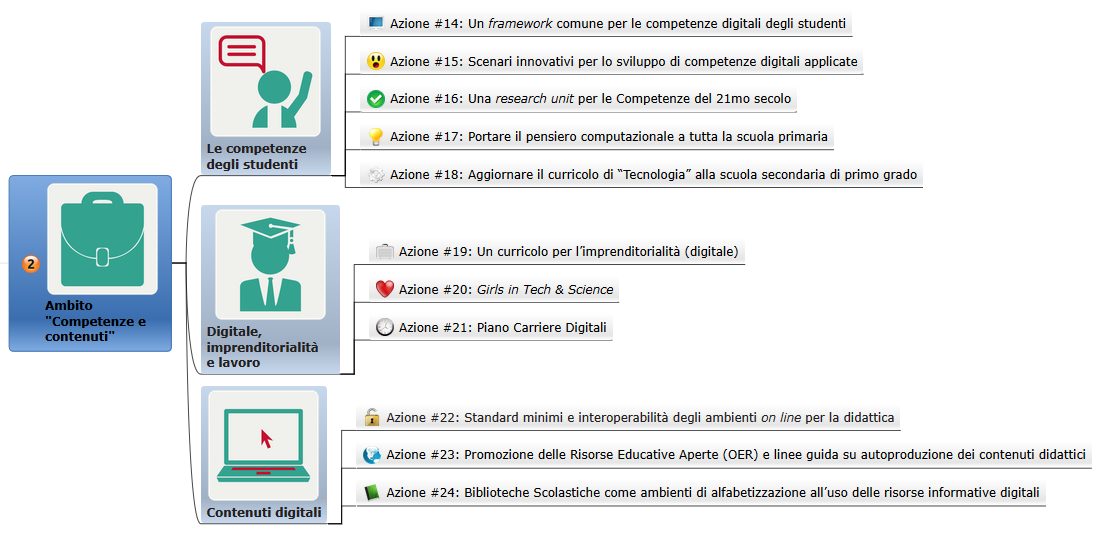 2
Ambito
"Competenze e
contenuti"
Le competenze
degli studenti
Azione #14: Un framework comune per le competenze digitali degli studenti
Azione #15: Scenari innovativi per lo sviluppo di competenze digitali applicate
Azione #16: Una research unit per le Competenze del 21mo secolo
Azione #17: Portare il pensiero computazionale a tutta la scuola primaria
Azione #18: Aggiornare il curricolo di “Tecnologia” alla scuola secondaria di primo grado
Digitale,
imprenditorialità
e lavoro
Azione #19: Un curricolo per l’imprenditorialità (digitale)
Azione #20: Girls in Tech & Science
Azione #21: Piano Carriere Digitali
Contenuti digitali
Azione #22: Standard minimi e interoperabilità degli ambienti on line per la didattica
Azione #23: Promozione delle Risorse Educative Aperte (OER) e linee guida su autoproduzione dei contenuti didattici
Azione #24: Biblioteche Scolastiche come ambienti di alfabetizzazione all’uso delle risorse informative digitali